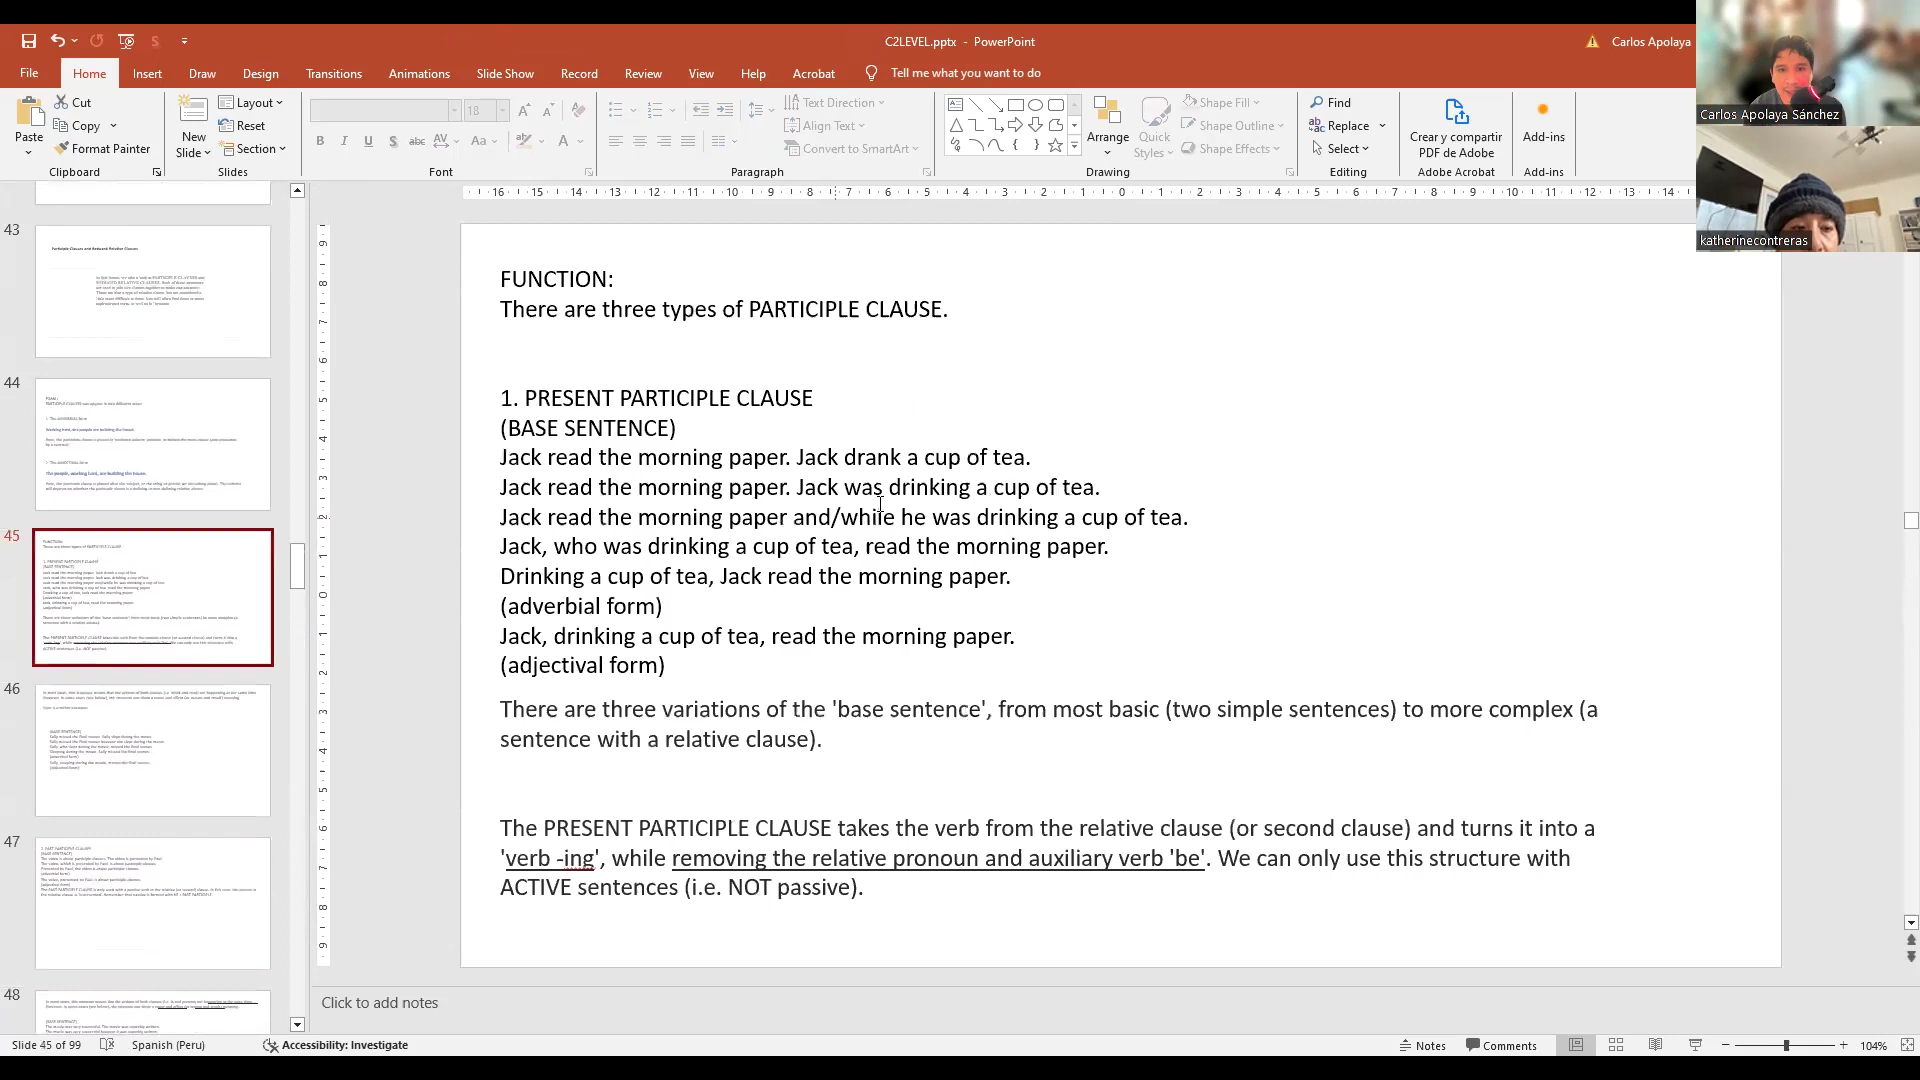 C2LEVEL.pptx - PowerPoint
Carlos Apolaya
File Home Insert Draw Design Transitions Animations Slide Show Record Review View Help Acrobat Tell me what you want to do
Paste
Cut
Copy
Format Painter
Clipboard
New
Slide
Layout
Reset
Section
Slides
18
Font
Text Direction
Align Text
Convert to SmartArt
Paragraph
Arrange
Quick
Styles
Shape Fill
Shape Outline
Shape Effects
Drawing
Find
Replace
Select
Editing
Crear y compartir
PDF de Adobe
Adobe Acrobat
Add-ins
Add-ins
Carlos Apolaya Sánchez
katherinecontreras
43
Participle Clauses and Reduced Relative Clauses
44
45
46
47
48
FUNCTION:
There are three types of PARTICIPLE CLAUSE.
1. PRESENT PARTICIPLE CLAUSE
(BASE SENTENCE)
Jack read the morning paper. Jack drank a cup of tea.
Jack read the morning paper. Jack was drinking a cup of tea.
Jack read the morning paper and/while he was drinking a cup of tea.
Jack, who was drinking a cup of tea, read the morning paper.
Drinking a cup of tea, Jack read the morning paper.
(adverbial form)
Jack, drinking a cup of tea, read the morning paper.
(adjectival form)
There are three variations of the 'base sentence', from most basic (two simple sentences) to more complex (a
sentence with a relative clause).
The PRESENT PARTICIPLE CLAUSE takes the verb from the relative clause (or second clause) and turns it into a
'verb -ing', while removing the relative pronoun and auxiliary verb 'be'. We can only use this structure with
ACTIVE sentences (i.e. NOT passive).
Click to add notes
Slide 45 of 99 Spanish (Peru) Accessibility: Investigate Notes Comments 104%